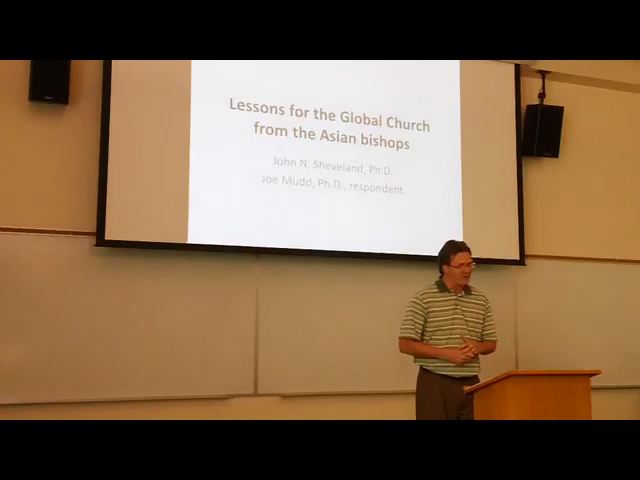 Lessons for the Global Church
from the Asian bishops
John N. Sheveland, Ph.D.
Joe Mudd, Ph.D., respondent